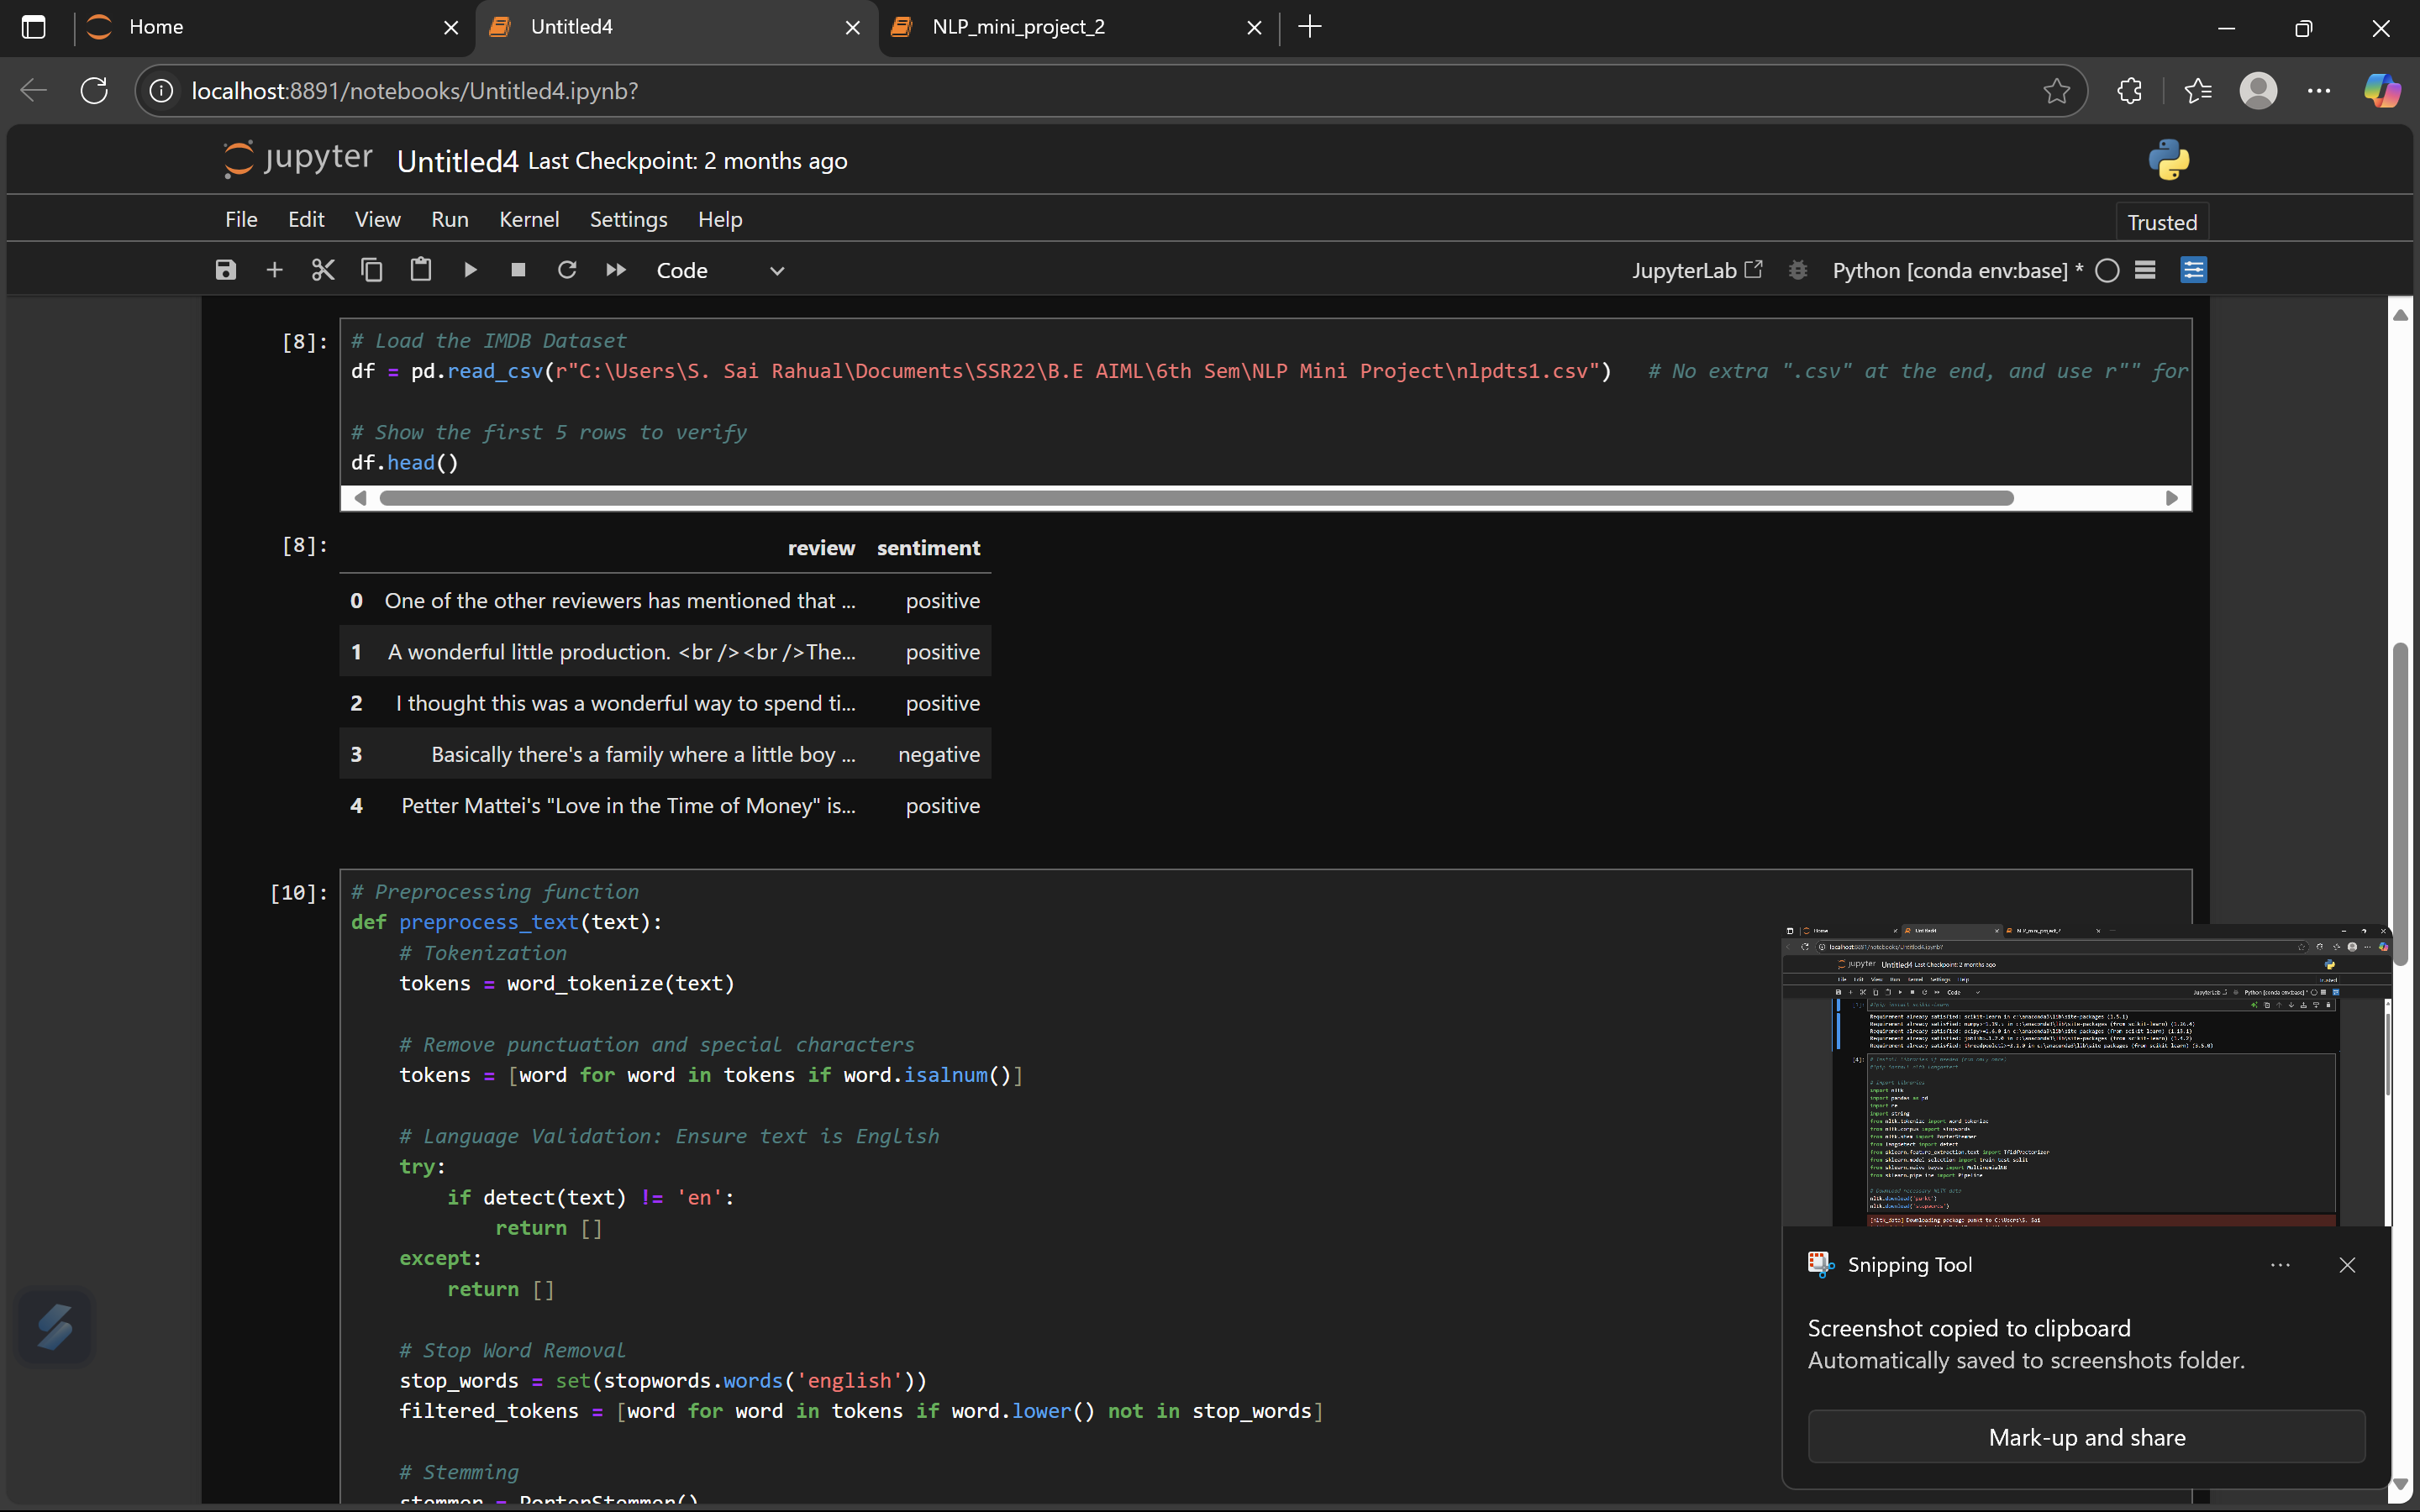 Home
Untitled4
NLP_mini_project_2
localhost:8891/notebooks/Untitled4.ipynb?
jupyter Untitled4 Last Checkpoint: 2 months ago
File Edit View Run Kernel Settings Help
Trusted
Code
JupyterLab
Python [conda env:base] *
[8]:
# Load the IMDB Dataset
df = pd.read_csv(r"C:\Users\S. Sai Rahual\Documents\SSR22\B.E AIML\6th Sem\NLP Mini Project\nlpdts1.csv")   # No extra ".csv" at the end, and use r"" for
# Show the first 5 rows to verify
df.head()
[8]:
review sentiment
0 One of the other reviewers has mentioned that ... positive
1 A wonderful little production. <br /><br />The... positive
2 I thought this was a wonderful way to spend ti... positive
3 Basically there's a family where a little boy ... negative
4 Petter Mattei's "Love in the Time of Money" is... positive
[10]:
# Preprocessing function
def preprocess_text(text):
# Tokenization
tokens = word_tokenize(text)
# Remove punctuation and special characters
tokens = [word for word in tokens if word.isalnum()]
# Language Validation: Ensure text is English
try:
if detect(text) != 'en':
return []
except:
return []
# Stop Word Removal
stop_words = set(stopwords.words('english'))
filtered_tokens = [word for word in tokens if word.lower() not in stop_words]
# Stemming
stemmer = PorterStemmer()
Snipping Tool
Screenshot copied to clipboard
Automatically saved to screenshots folder.
Mark-up and share